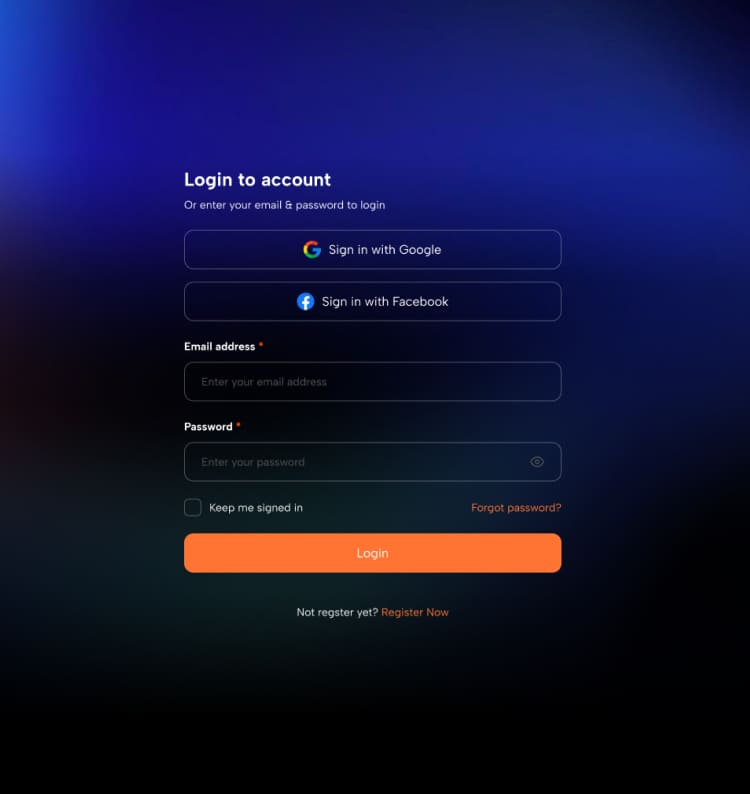 Login to account
Or enter your email & password to login
Sign in with Google
Sign in with Facebook
Email address *
Enter your email address
Password *
Enter your password
Keep me signed in
Forgot password?
Login
Not regster yet? Register Now